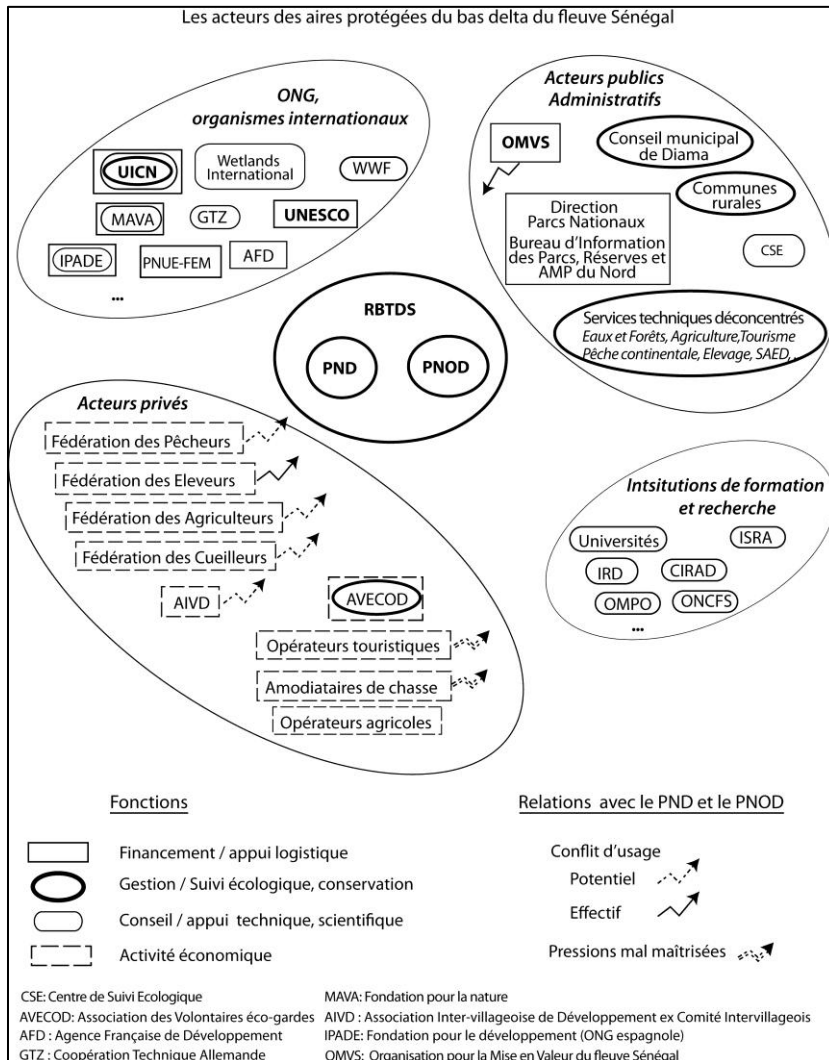 Les acteurs des aires protégées du bas delta du fleuve Sénégal
ONG,
organismes internationaux
UICN
Wetlands
International
WWF
MAVA
GTZ
UNESCO
IPADE
PNUE-FEM
AFD
...
Acteurs publics
Administratifs
OMVS
Conseil municipal
de Diama
Communes
rurales
Direction
Parcs Nationaux
Bureau d'Information
des Parcs, Réserves et
AMP du Nord
CSE
Services techniques déconcentrés
Eaux et Forêts, Agriculture,Tourisme
Pêche continentale, Elevage, SAED,..
RBTDS
PND
PNOD
Acteurs privés
Fédération des Pêcheurs
Fédération des Eleveurs
Fédération des Agriculteurs
Fédération des Cueilleurs
AIVD
AVECOD
Opérateurs touristiques
Amodiataires de chasse
Opérateurs agricoles
Intsitutions de formation
et recherche
Universités
ISRA
IRD
CIRAD
OMPO
ONCFS
...
Fonctions
Financement / appui logistique
Gestion / Suivi écologique, conservation
Conseil / appui technique, scientifique
Activité économique
Relations avec le PND et le PNOD
Conflit d'usage
Potentiel
Effectif
Pressions mal maîtrisées
CSE: Centre de Suivi Ecologique
AVECOD: Association des Volontaires éco-gardes
AFD : Agence Française de Développement
GTZ : Coopération Technique Allemande
MAVA: Fondation pour la nature
AIVD : Association Inter-villageoise de Développement ex Comité Intervillageois
IPADE: Fondation pour le développement (ONG espagnole)
OMVS: Organisation pour la Mise en Valeur du fleuve Sénégal